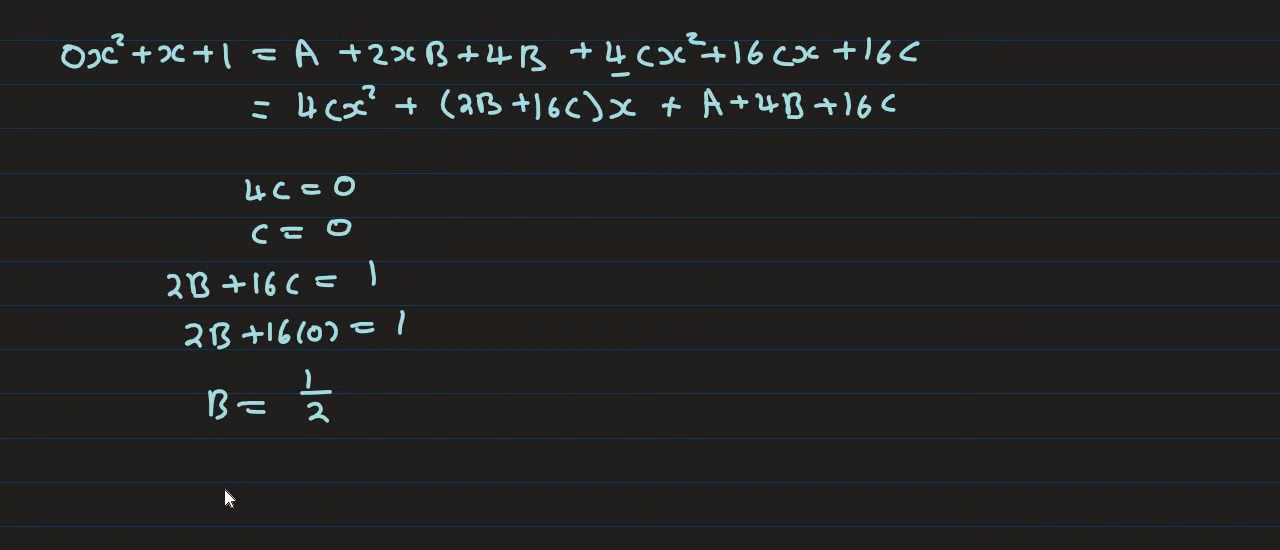 0x² + x + 1 = A + 2xB + 4B + 4Cx² + 16Cx + 16C
= 4Cx² + (2B + 16C)x + A + 4B + 16C
4C = 0
C = 0
2B + 16C = 1
2B + 16(0) = 1
B = 1/2